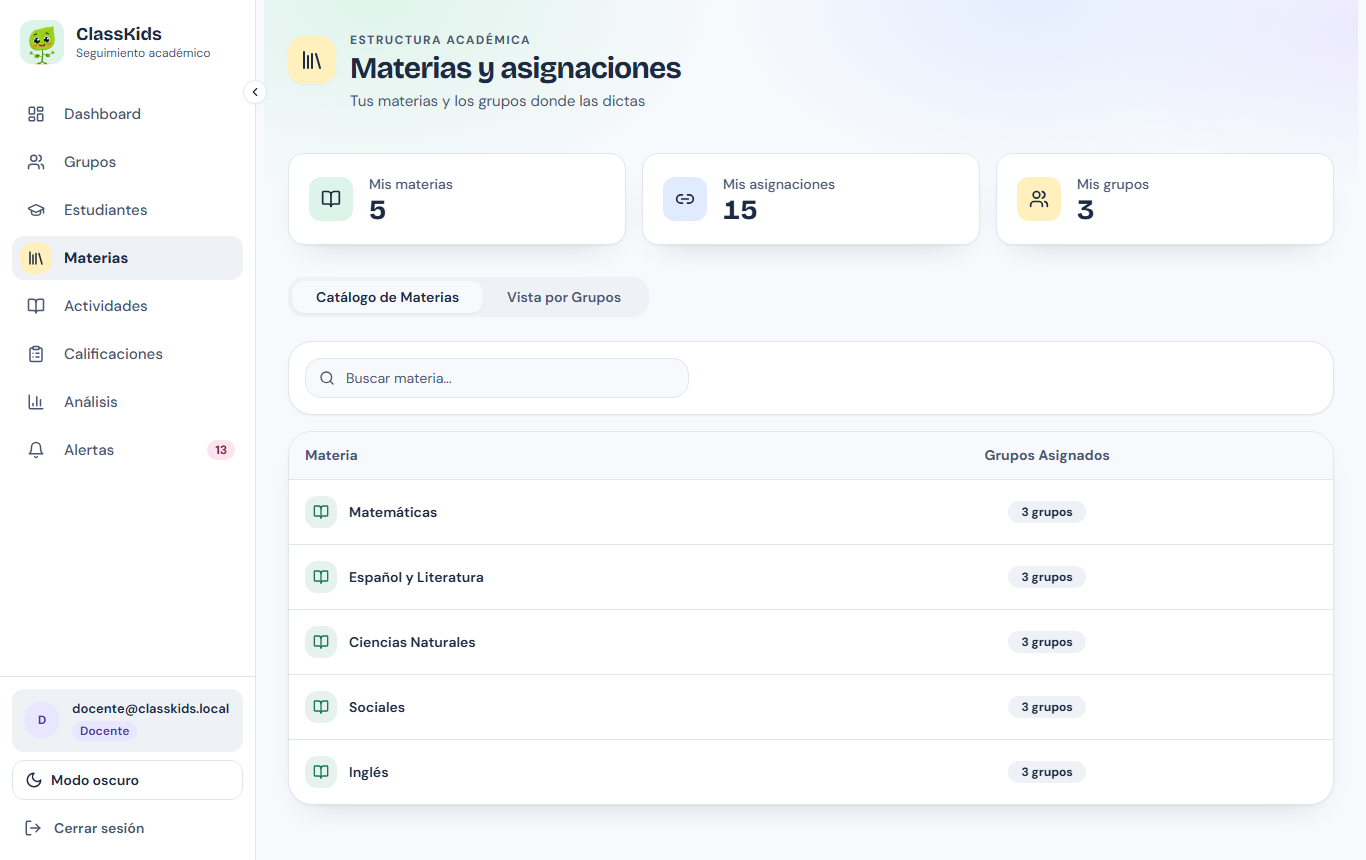 ClassKids
Seguimiento académico
Dashboard
Grupos
Estudiantes
Materias
Actividades
Calificaciones
Análisis
Alertas 13
D
docente@classkids.local
Docente
Modo oscuro
Cerrar sesión
ESTRUCTURA ACADÉMICA
Materias y asignaciones
Tus materias y los grupos donde las dictas
Mis materias
5
Mis asignaciones
15
Mis grupos
3
Catálogo de Materias Vista por Grupos
Buscar materia...
Materia Grupos Asignados
Matemáticas 3 grupos
Español y Literatura 3 grupos
Ciencias Naturales 3 grupos
Sociales 3 grupos
Inglés 3 grupos